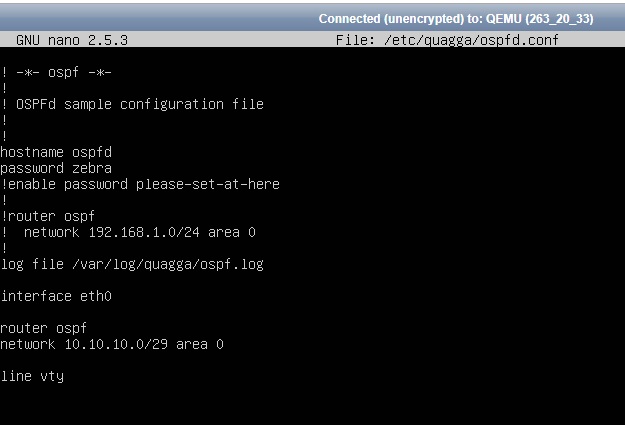 Connected (unencrypted) to: QEMU (263_20_33)
GNU nano 2.5.3 File: /etc/quagga/ospfd.conf
! -*- ospf -*-
!
! OSPFd sample configuration file
!
!
hostname ospfd
password zebra
!enable password please-set-at-here
!
!router ospf
!  network 192.168.1.0/24 area 0
!
log file /var/log/quagga/ospf.log
interface eth0
router ospf
network 10.10.10.0/29 area 0
line vty